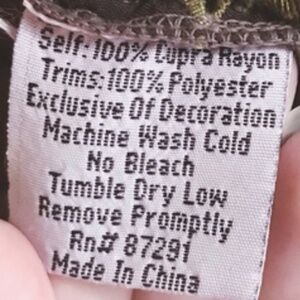 Self: 100% Cupra Rayon
Trims: 100% Polyester
Exclusive Of Decoration
Machine Wash Cold
No Bleach
Tumble Dry Low
Remove Promptly
Rn# 87291
Made In China